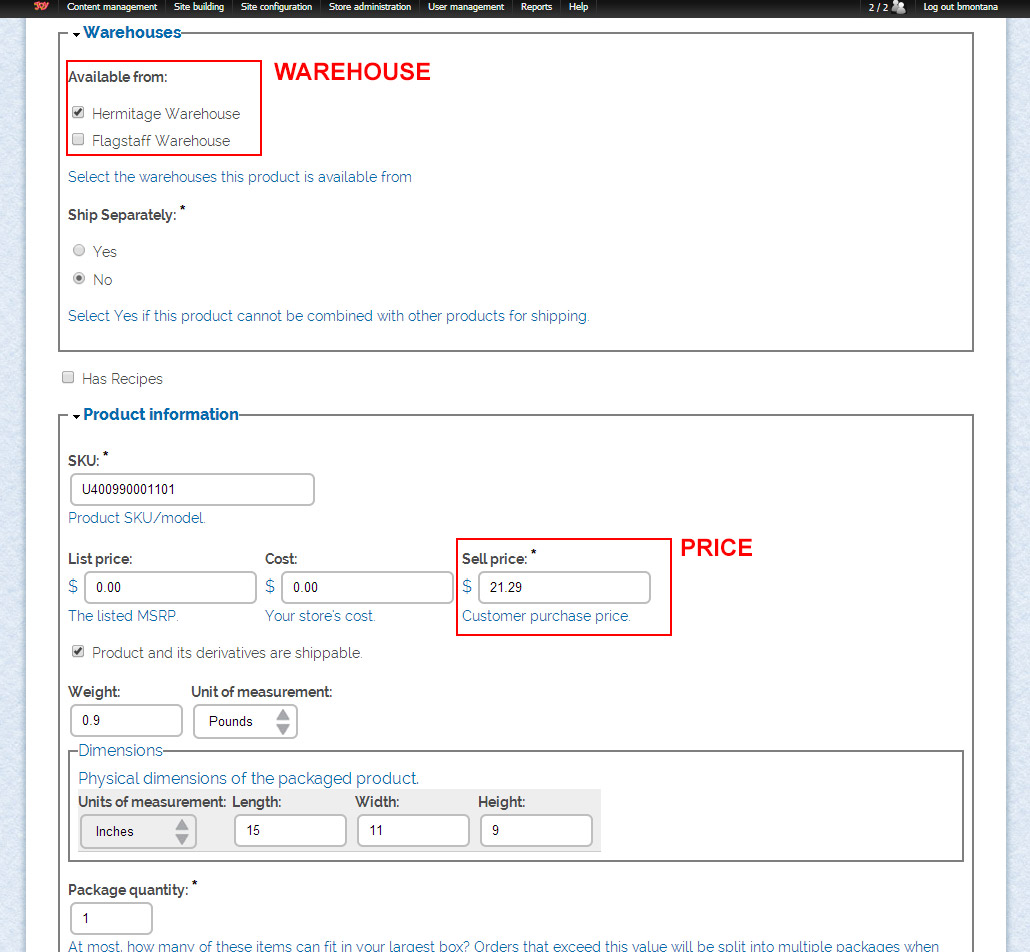 Content management Site building Site configuration Store administration User management Reports Help 2 / 2 Log out bmontana
Warehouses
Available from:
WAREHOUSE
Hermitage Warehouse
Flagstaff Warehouse
Select the warehouses this product is available from
Ship Separately: *
Yes
No
Select Yes if this product cannot be combined with other products for shipping.
Has Recipes
Product information
SKU: *
U400990001101
Product SKU/model.
List price: Cost: Sell price: * PRICE
$ 0.00 $ 0.00 $ 21.29
The listed MSRP. Your store's cost. Customer purchase price.
Product and its derivatives are shippable.
Weight: Unit of measurement:
0.9 Pounds
Dimensions
Physical dimensions of the packaged product.
Units of measurement: Length: Width: Height:
Inches 15 11 9
Package quantity: *
1
At most, how many of these items can fit in your largest box? Orders that exceed this value will be split into multiple packages when